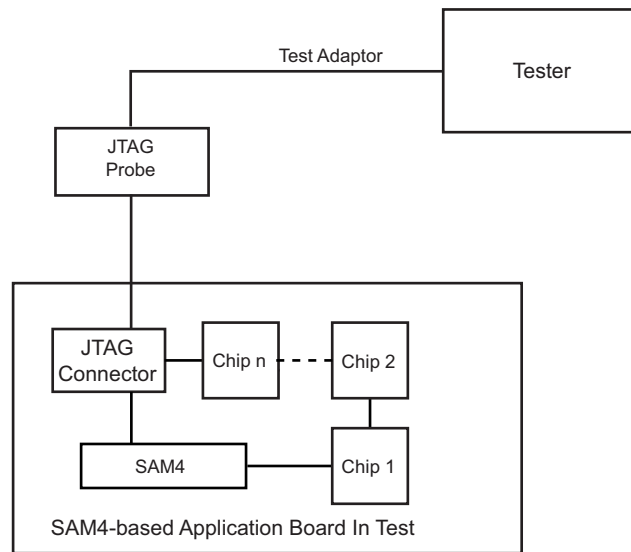 Test Adaptor
Tester
JTAG
Probe
JTAG
Connector
Chip n
Chip 2
SAM4
Chip 1
SAM4-based Application Board In Test